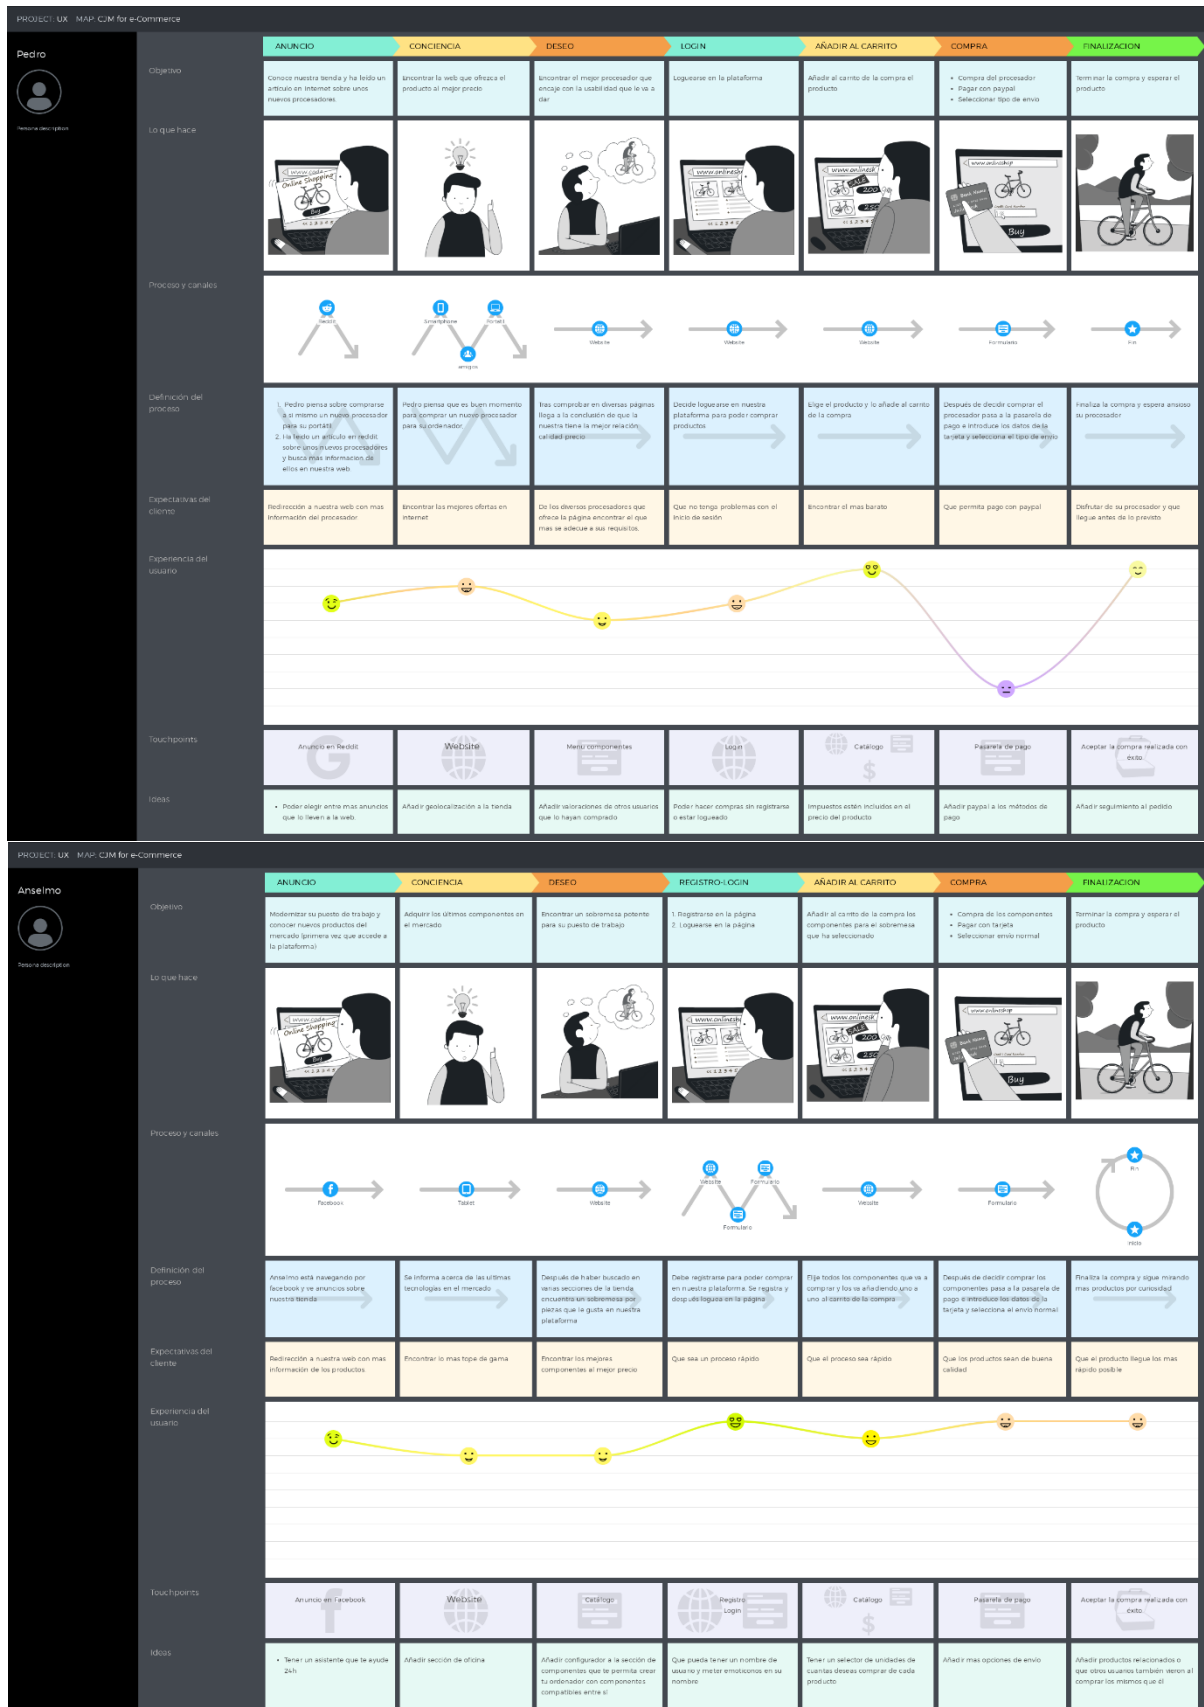 PROJECT: UX MAP: CJM for e-Commerce
Pedro
Persona description
ANUNCIO
CONCIENCIA
DESEO
LOGIN
AÑADIR AL CARRITO
COMPRA
FINALIZACION
Objetivo
Conoce nuestra tienda y ha leído un
artículo en Internet sobre unos
nuevos procesadores
Encontrar la web que ofrezca el
producto al mejor precio
Encontrar el mejor procesador que
encaje con la usabilidad que le va a
dar
Loguearse en la plataforma
Añadir al carrito de la compra el
producto
• Compra del procesador
• Pagar con paypal
• Seleccionar tipo de envio
Terminar la compra y esperar el
producto
Lo que hace
Online Shopping
Buy
SALE
Buy
Proceso y canales
Reddit
Smartphone
Portatil
amigos
Website
Website
Website
Formulario
Fin
Definición del
proceso
1. Pedro piensa sobre comprarse
a si mismo un nuevo procesador
para su portátil
2. Ha leido un artículo en reddit
sobre unos nuevos procesadores
y busca mas informacion de
ellos en nuestra web.
Pedro piensa que es buen momento
para comprar un nuevo procesador
para su ordenador
Tras comprobar en diversas páginas
llega a la conclusión de que la
nuestra tiene la mejor relación
calidad precio
Decide loguearse en nuestra
plataforma para poder comprar
productos
Elige el producto y lo añade al carrito
de la compra
Después de decidir comprar el
procesador pasa a la pasarela de
pago e introduce los datos de la
tarjeta y selecciona el tipo de envío
Finaliza la compra y espera ansioso
su procesador
Expectativas del
cliente
Redirección a nuestra web con mas
información del procesador
Encontrar las mejores ofertas en
internet
De los diversos procesadores que
ofrece la página encontrar el que
mas se adecue a sus requisitos.
Que no tenga problemas con el
inicio de sesión
Encontrar el mas barato
Que permita pago con paypal
Disfrutar de su procesador y que
llegue antes de lo previsto
Experiencia del
usuario
Touchpoints
Anuncio en Reddit
Website
Menú componentes
Login
Catálogo
Pasarela de pago
Aceptar la compra realizada con
éxito.
Ideas
• Poder elegir entre mas anuncios
que lo lleven a la web.
Añadir geolocalización a la tienda
Añadir valoraciones de otros usuarios
que lo hayan comprado
Poder hacer compras sin registrarse
o estar logueado
Impuestos estén incluidos en el
precio del producto
Añadir paypal a los métodos de
pago
Añadir seguimiento al pedido
PROJECT: UX MAP: CJM for e-Commerce
Anselmo
Persona description
ANUNCIO
CONCIENCIA
DESEO
REGISTRO-LOGIN
AÑADIR AL CARRITO
COMPRA
FINALIZACION
Objetivo
Modernizar su puesto de trabajo y
conocer nuevos productos del
mercado (primera vez que accede a
la plataforma)
Adquirir los últimos componentes en
el mercado
Encontrar un sobremesa potente
para su puesto de trabajo
1. Registrarse en la página
2. Loguearse en la página
Añadir al carrito de la compra los
componentes para el sobremesa
que ha seleccionado
• Compra de los componentes
• Pagar con tarjeta
• Seleccionar envio normal
Terminar la compra y esperar el
producto
Lo que hace
Online Shopping
Buy
SALE
Buy
Proceso y canales
Facebook
Tablet
Website
Website
Formulario
Formulario
Website
Formulario
Fin
Inicio
Definición del
proceso
Anselmo está navegando por
facebook y ve anuncios sobre
nuestra tienda
Se informa acerca de las ultimas
tecnologías en el mercado
Después de haber buscado en
varias secciones de la tienda
encuentra un sobremesa por
piezas que le gusta en nuestra
plataforma
Debe registrarse para poder comprar
en nuestra plataforma. Se registra y
después loguea en la página
Elije todos los componentes que va a
comprar y los va añadiendo uno a
uno al carrito de la compra
Después de decidir comprar los
componentes pasa a la pasarela de
pago e introduce los datos de la
tarjeta y selecciona el envío normal
Finaliza la compra y sigue mirando
mas productos por curiosidad
Expectativas del
cliente
Redirección a nuestra web con mas
información de los productos
Encontrar lo mas tope de gama
Encontrar los mejores
componentes al mejor precio
Que sea un proceso rápido
Que el proceso sea rápido
Que los productos sean de buena
calidad
Que el producto llegue los mas
rápido posible
Experiencia del
usuario
Touchpoints
Anuncio en Facebook
Website
Catálogo
Registro
Login
Catálogo
Pasarela de pago
Aceptar la compra realizada con
éxito.
Ideas
• Tener un asistente que te ayude
24h
Añadir sección de oficina
Añadir configurador a la sección de
componentes que te permita crear
tu ordenador con componentes
compatibles entre sí
Que pueda tener un nombre de
usuario y meter emoticonos en su
nombre
Tener un selector de unidades de
cuantas deseas comprar de cada
producto
Añadir mas opciones de envío
Añadir productos relacionados o
que otros usuarios también vieron al
comprar los mismos que él